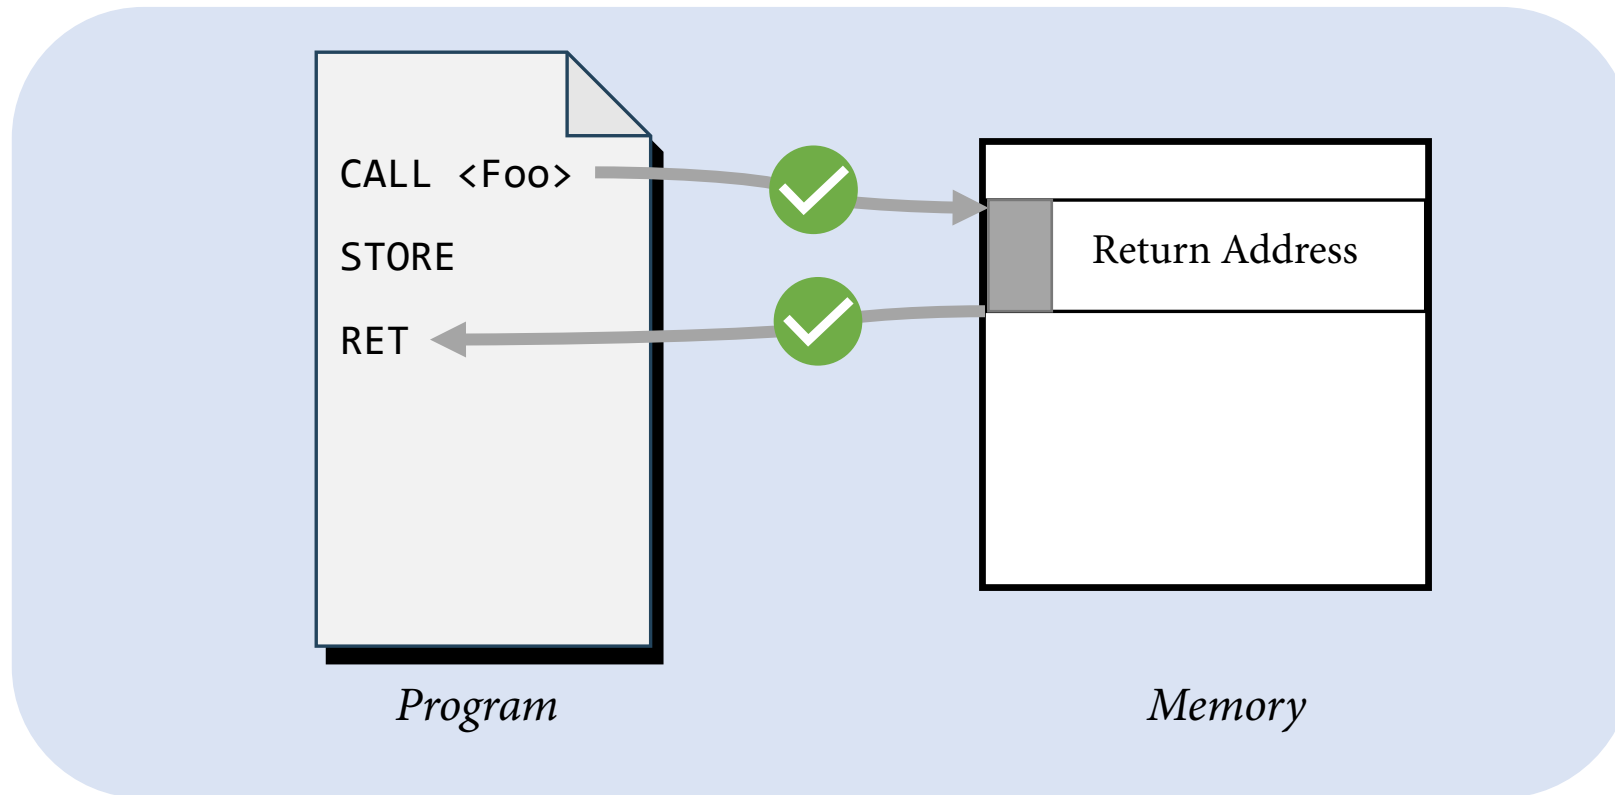 CALL <Foo>
STORE
RET
Return Address
Program
Memory